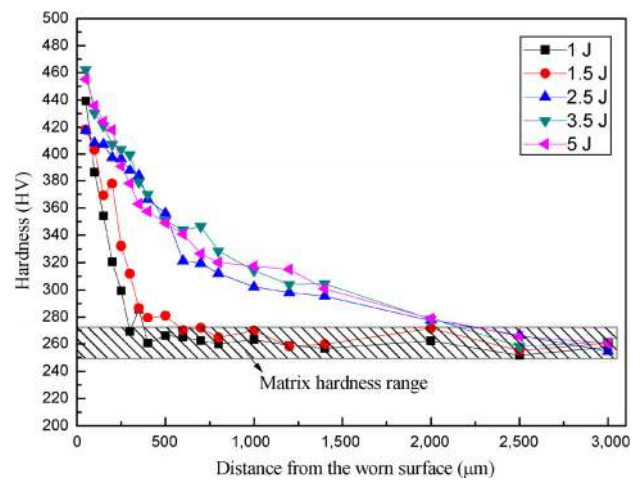 500
480
460
440
420
400
380
360
340
320
300
280
260
240
220
200
Hardness (HV)
1 J
1.5 J
2.5 J
3.5 J
5 J
Matrix hardness range
0
500
1,000
1,500
2,000
2,500
3,000
Distance from the worn surface (μm)